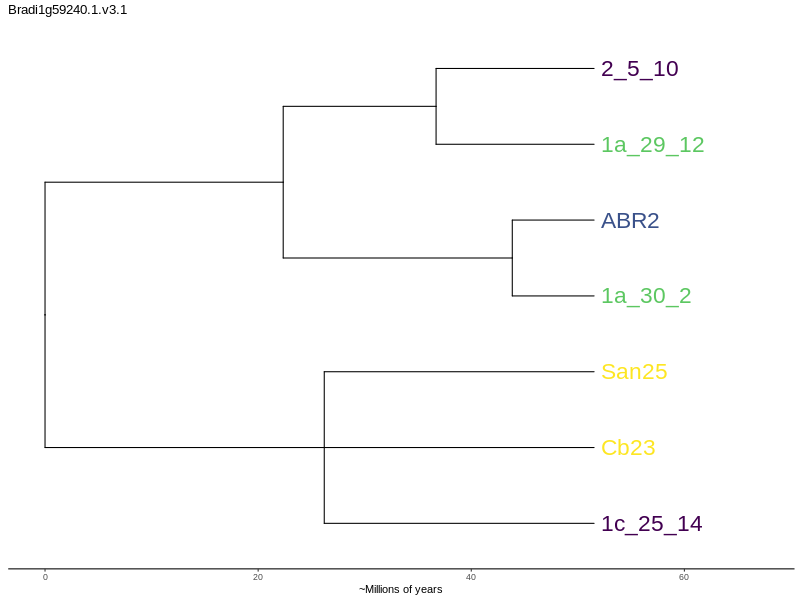 Bradi1g59240.1.v3.1
2_5_10
1a_29_12
ABR2
1a_30_2
San25
Cb23
1c_25_14
0 20 40 60
~Millions of years